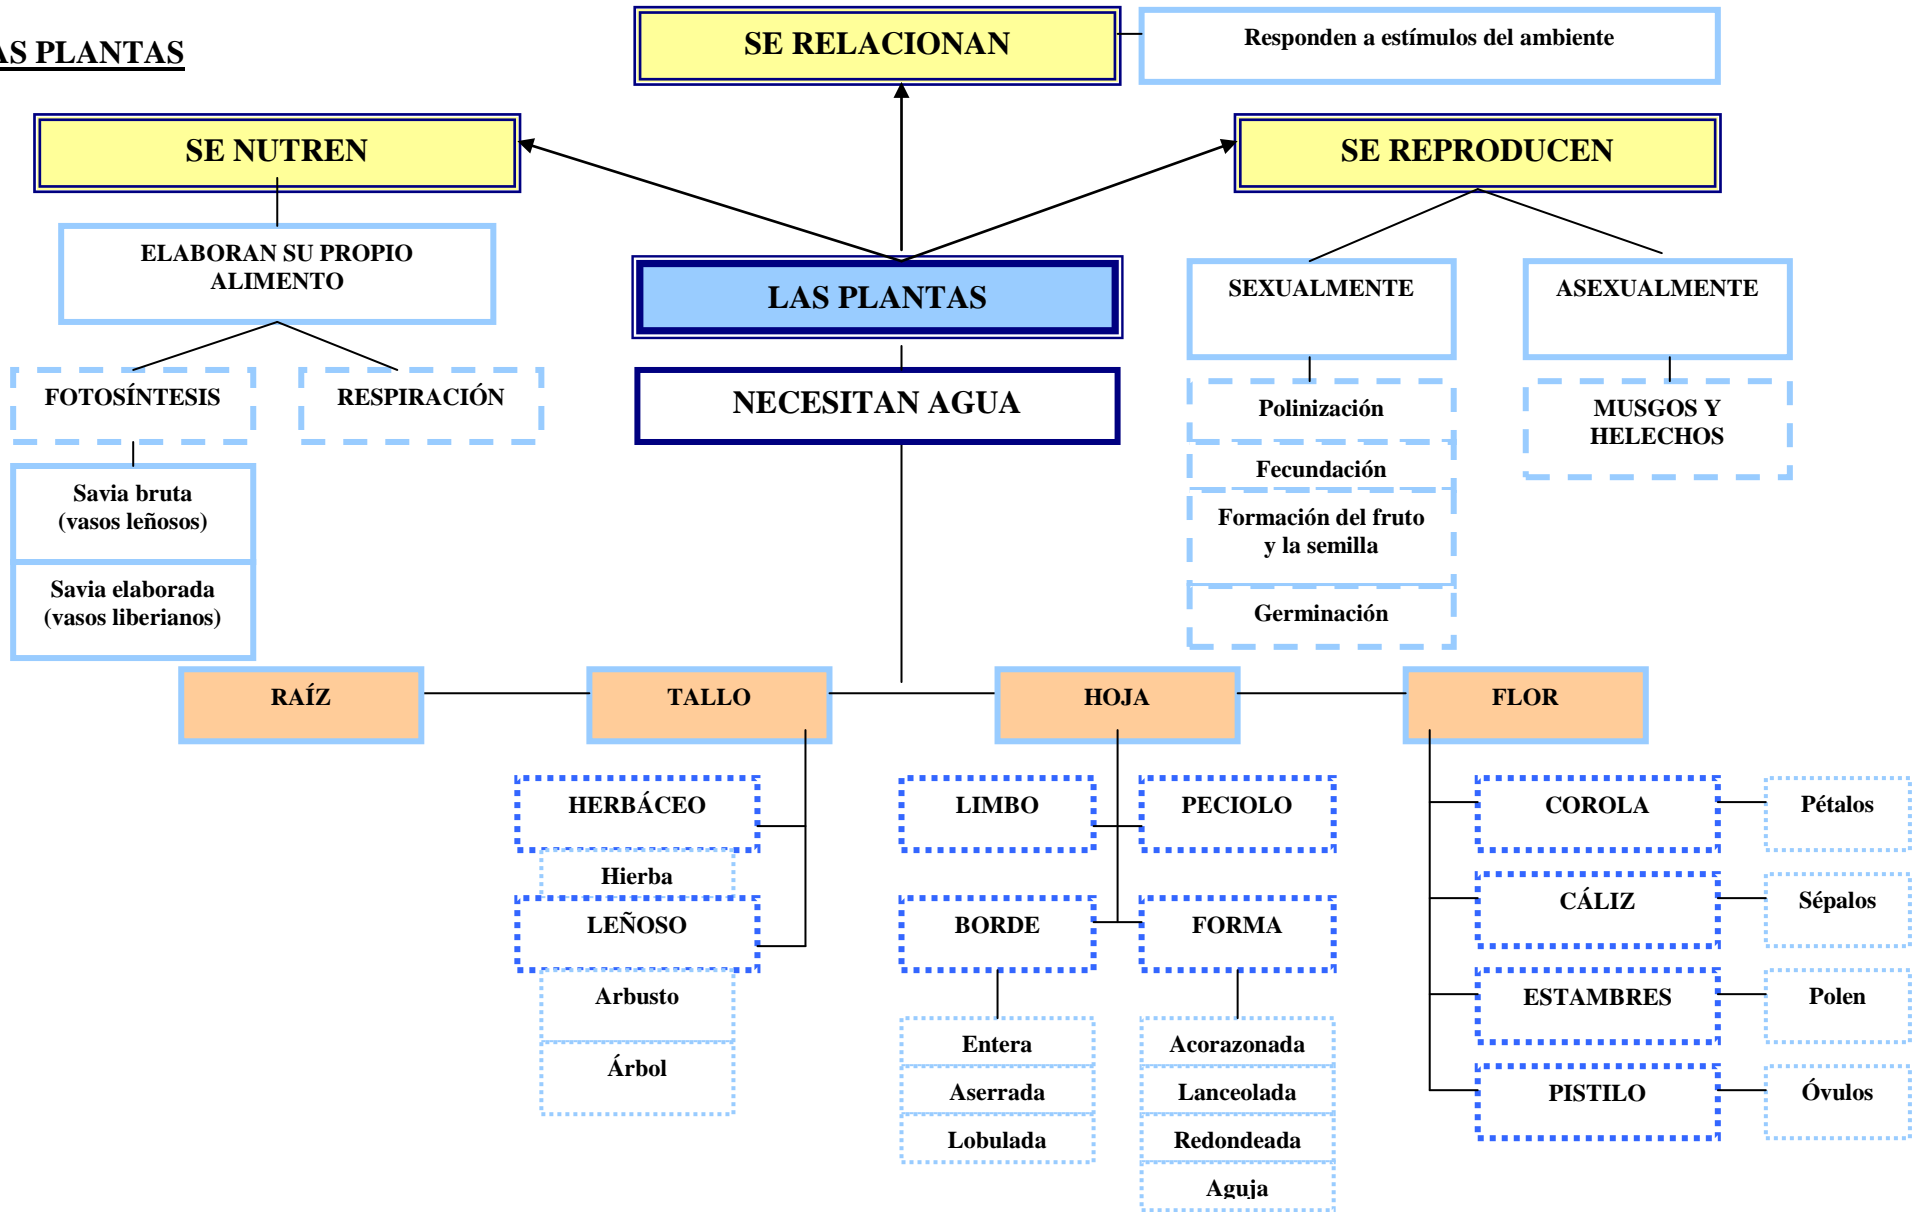 AS PLANTAS
SE RELACIONAN
Responden a estímulos del ambiente
SE NUTREN
SE REPRODUCEN
ELABORAN SU PROPIO
ALIMENTO
LAS PLANTAS
SEXUALMENTE
ASEXUALMENTE
FOTOSÍNTESIS
RESPIRACIÓN
NECESITAN AGUA
Polinización
MUSGOS Y
HELECHOS
Fecundación
Savia bruta
(vasos leñosos)
Formación del fruto
y la semilla
Savia elaborada
(vasos liberianos)
Germinación
RAÍZ
TALLO
HOJA
FLOR
HERBÁCEO
Hierba
LEÑOSO
Arbusto
Árbol
LIMBO
PECIOLO
BORDE
FORMA
Entera
Aserrada
Lobulada
Acorazonada
Lanceolada
Redondeada
Aguja
COROLA
Pétalos
CÁLIZ
Sépalos
ESTAMBRES
Polen
PISTILO
Óvulos